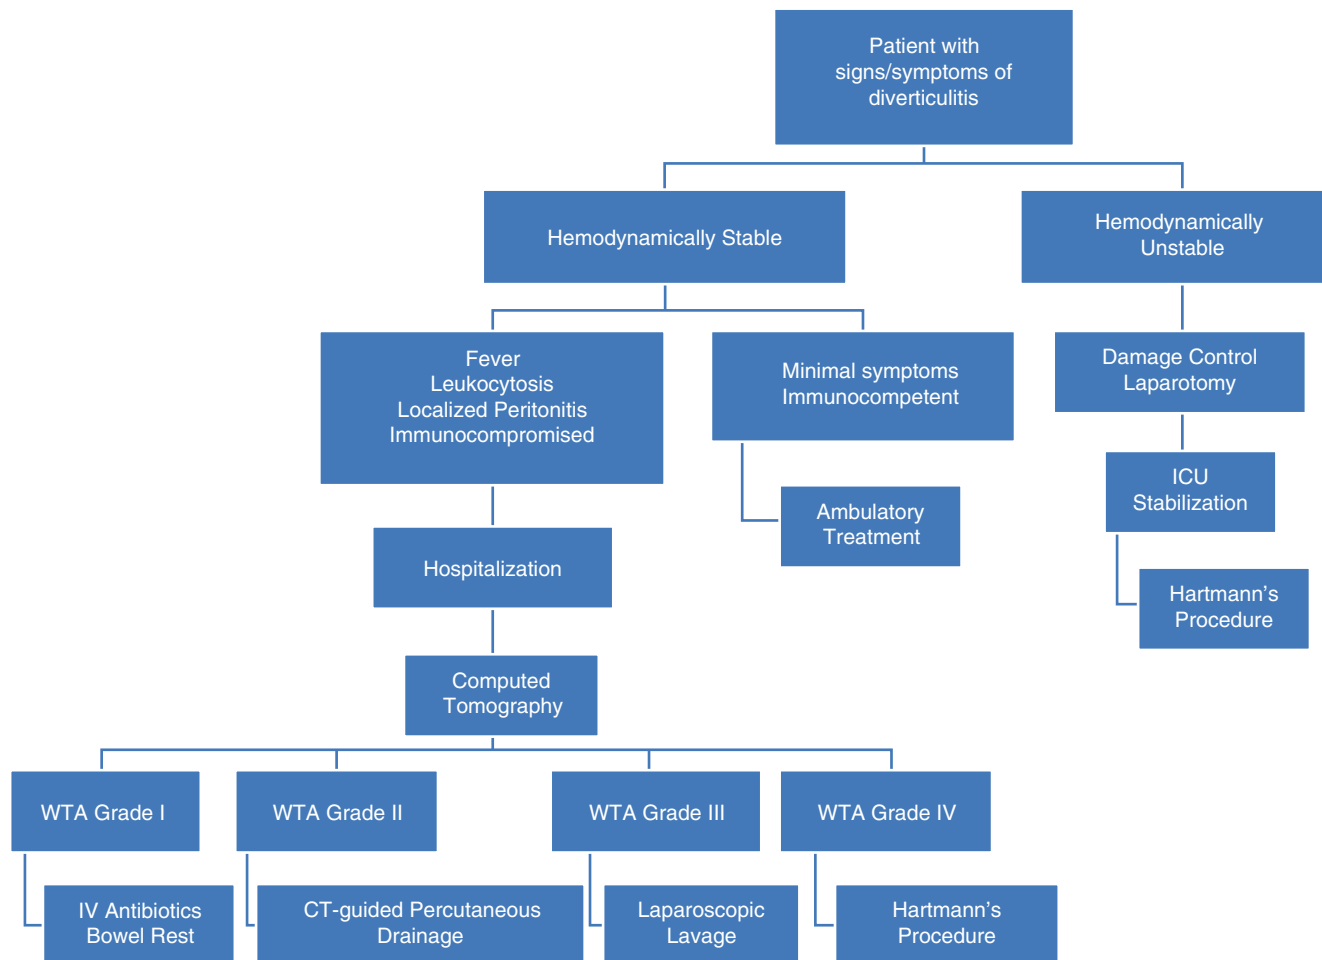 Patient with
signs/symptoms of
diverticulitis
Hemodynamically Stable
Hemodynamically
Unstable
Fever
Leukocytosis
Localized Peritonitis
Immunocompromised
Minimal symptoms
Immunocompetent
Damage Control
Laparotomy
Ambulatory
Treatment
ICU
Stabilization
Hospitalization
Hartmann’s
Procedure
Computed
Tomography
WTA Grade I
WTA Grade II
WTA Grade III
WTA Grade IV
IV Antibiotics
Bowel Rest
CT-guided Percutaneous
Drainage
Laparoscopic
Lavage
Hartmann’s
Procedure